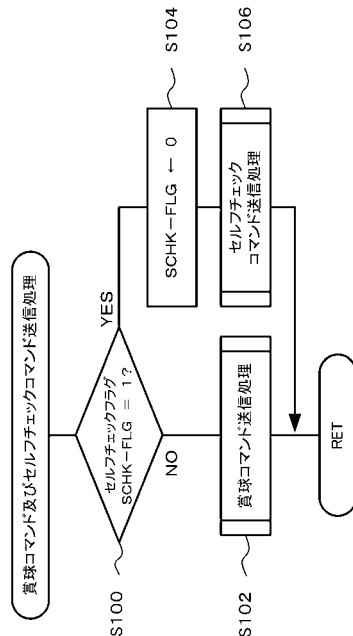 賞球コマンド及びセルフチェックコマンド送信処理
S100
セルフチェックフラグ
SCHK-FLG = 1?
YES
NO
S104
SCHK-FLG ← 0
S102
賞球コマンド送信処理
S106
セルフチェック
コマンド送信処理
RET